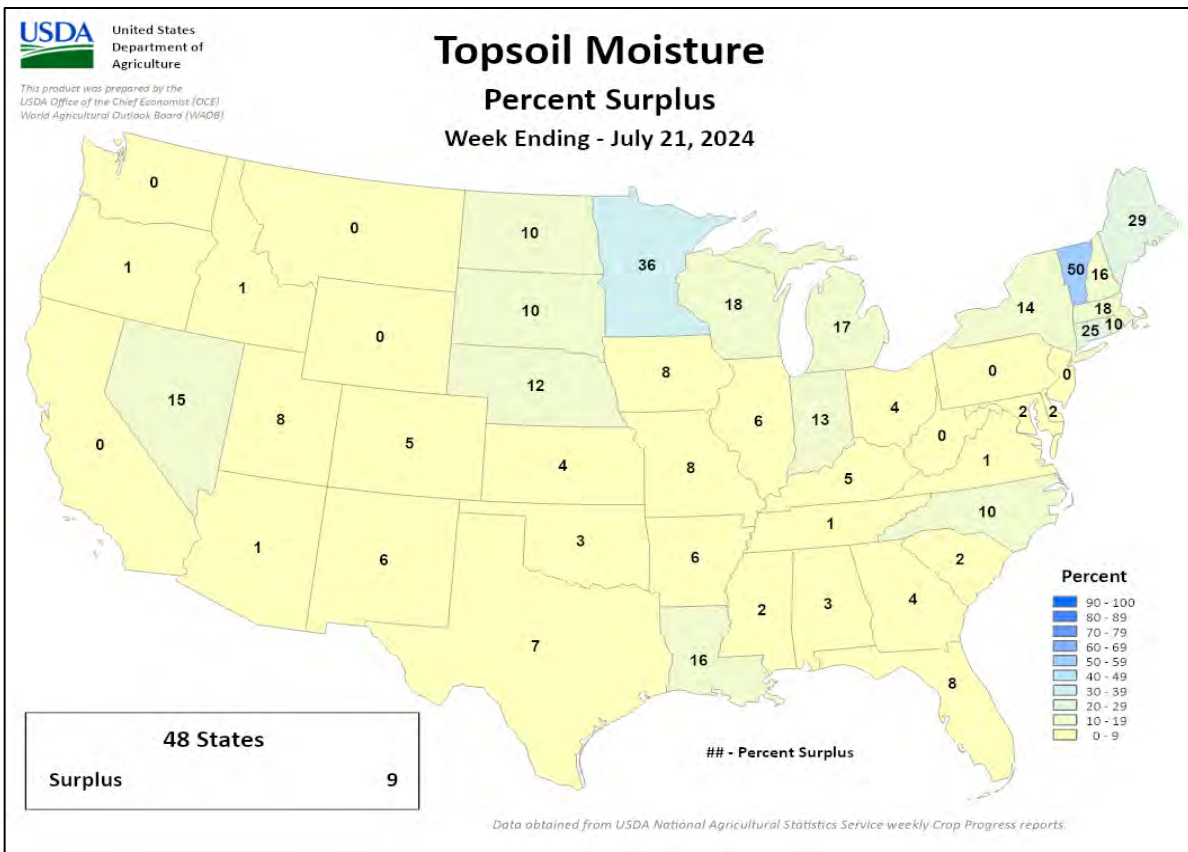 USDA
United States
Department of
Agriculture
This product was prepared by the
USDA Office of the Chief Economist (OCE)
World Agricultural Outlook Board (WAOB)
Topsoil Moisture
Percent Surplus
Week Ending - July 21, 2024
0
0
10
36
29
1
1
10
18
50
16
14
18
17
25
10
0
15
12
8
0
0
8
5
6
13
4
2
2
0
4
8
0
5
1
1
10
1
6
3
6
2
2
3
4
7
16
8
Percent
90 - 100
80 - 89
70 - 79
60 - 69
50 - 59
40 - 49
30 - 39
20 - 29
10 - 19
0 - 9
48 States
Surplus 9
## - Percent Surplus
Data obtained from USDA National Agricultural Statistics Service weekly Crop Progress reports.